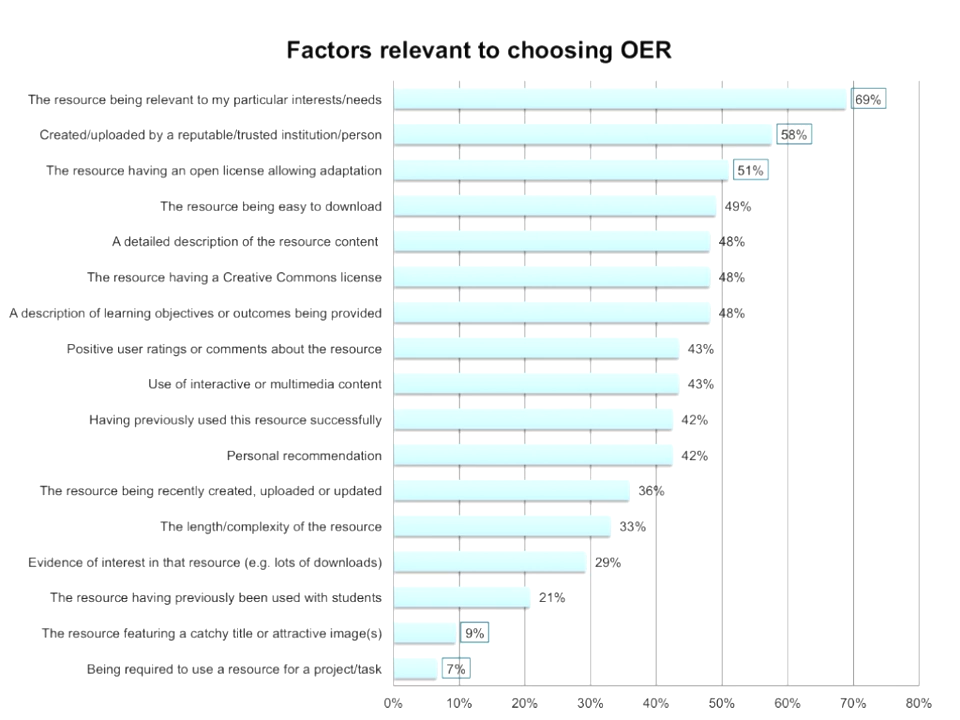 Factors relevant to choosing OER
The resource being relevant to my particular interests/needs 69%
Created/uploaded by a reputable/trusted institution/person 58%
The resource having an open license allowing adaptation 51%
The resource being easy to download 49%
A detailed description of the resource content 48%
The resource having a Creative Commons license 48%
A description of learning objectives or outcomes being provided 48%
Positive user ratings or comments about the resource 43%
Use of interactive or multimedia content 43%
Having previously used this resource successfully 42%
Personal recommendation 42%
The resource being recently created, uploaded or updated 36%
The length/complexity of the resource 33%
Evidence of interest in that resource (e.g. lots of downloads) 29%
The resource having previously been used with students 21%
The resource featuring a catchy title or attractive image(s) 9%
Being required to use a resource for a project/task 7%
0% 10% 20% 30% 40% 50% 60% 70% 80%